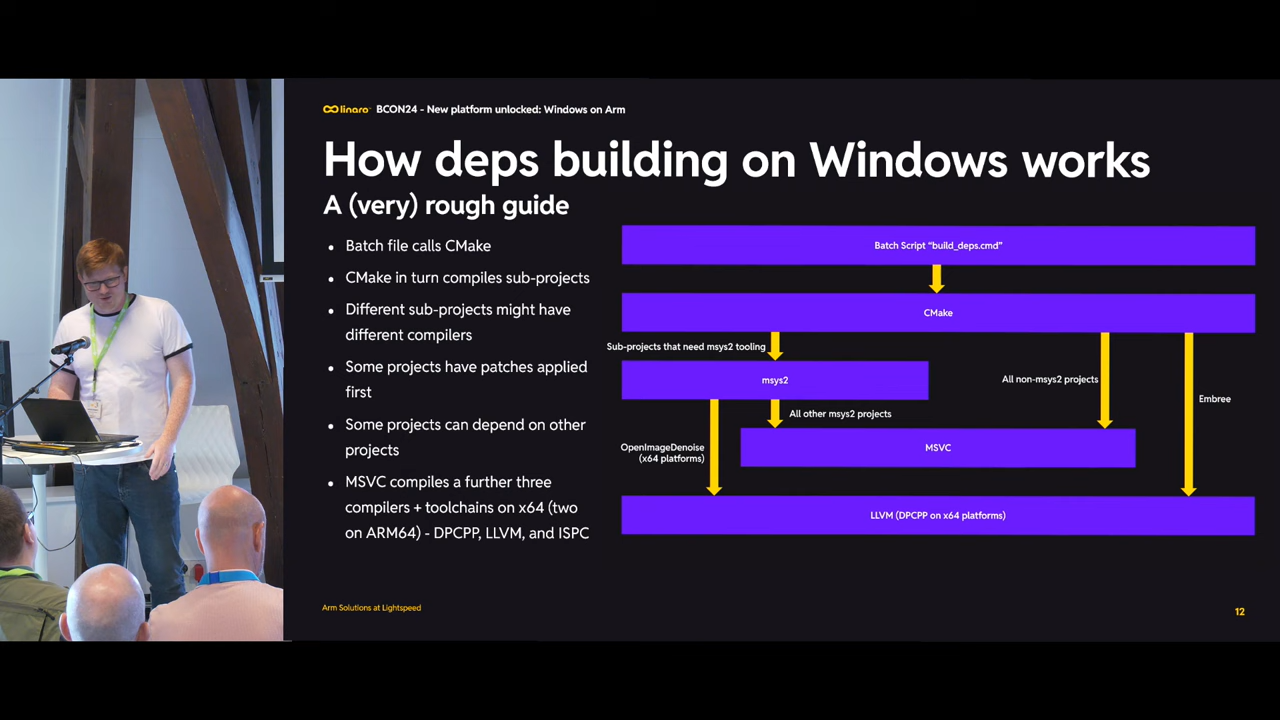 linaro
BCON24 - New platform unlocked: Windows on Arm
How deps building on Windows works
A (very) rough guide
• Batch file calls CMake
• CMake in turn compiles sub-projects
• Different sub-projects might have
different compilers
• Some projects have patches applied
first
• Some projects can depend on other
projects
• MSVC compiles a further three
compilers + toolchains on x64 (two
on ARM64) - DPCPP, LLVM, and ISPC
Batch Script “build_deps.cmd”
CMake
Sub-projects that need msys2 tooling
msys2
All non-msys2 projects
Embree
All other msys2 projects
OpenImageDenoise
(x64 platforms)
MSVC
LLVM (DPCPP on x64 platforms)
Arm Solutions at Lightspeed
12